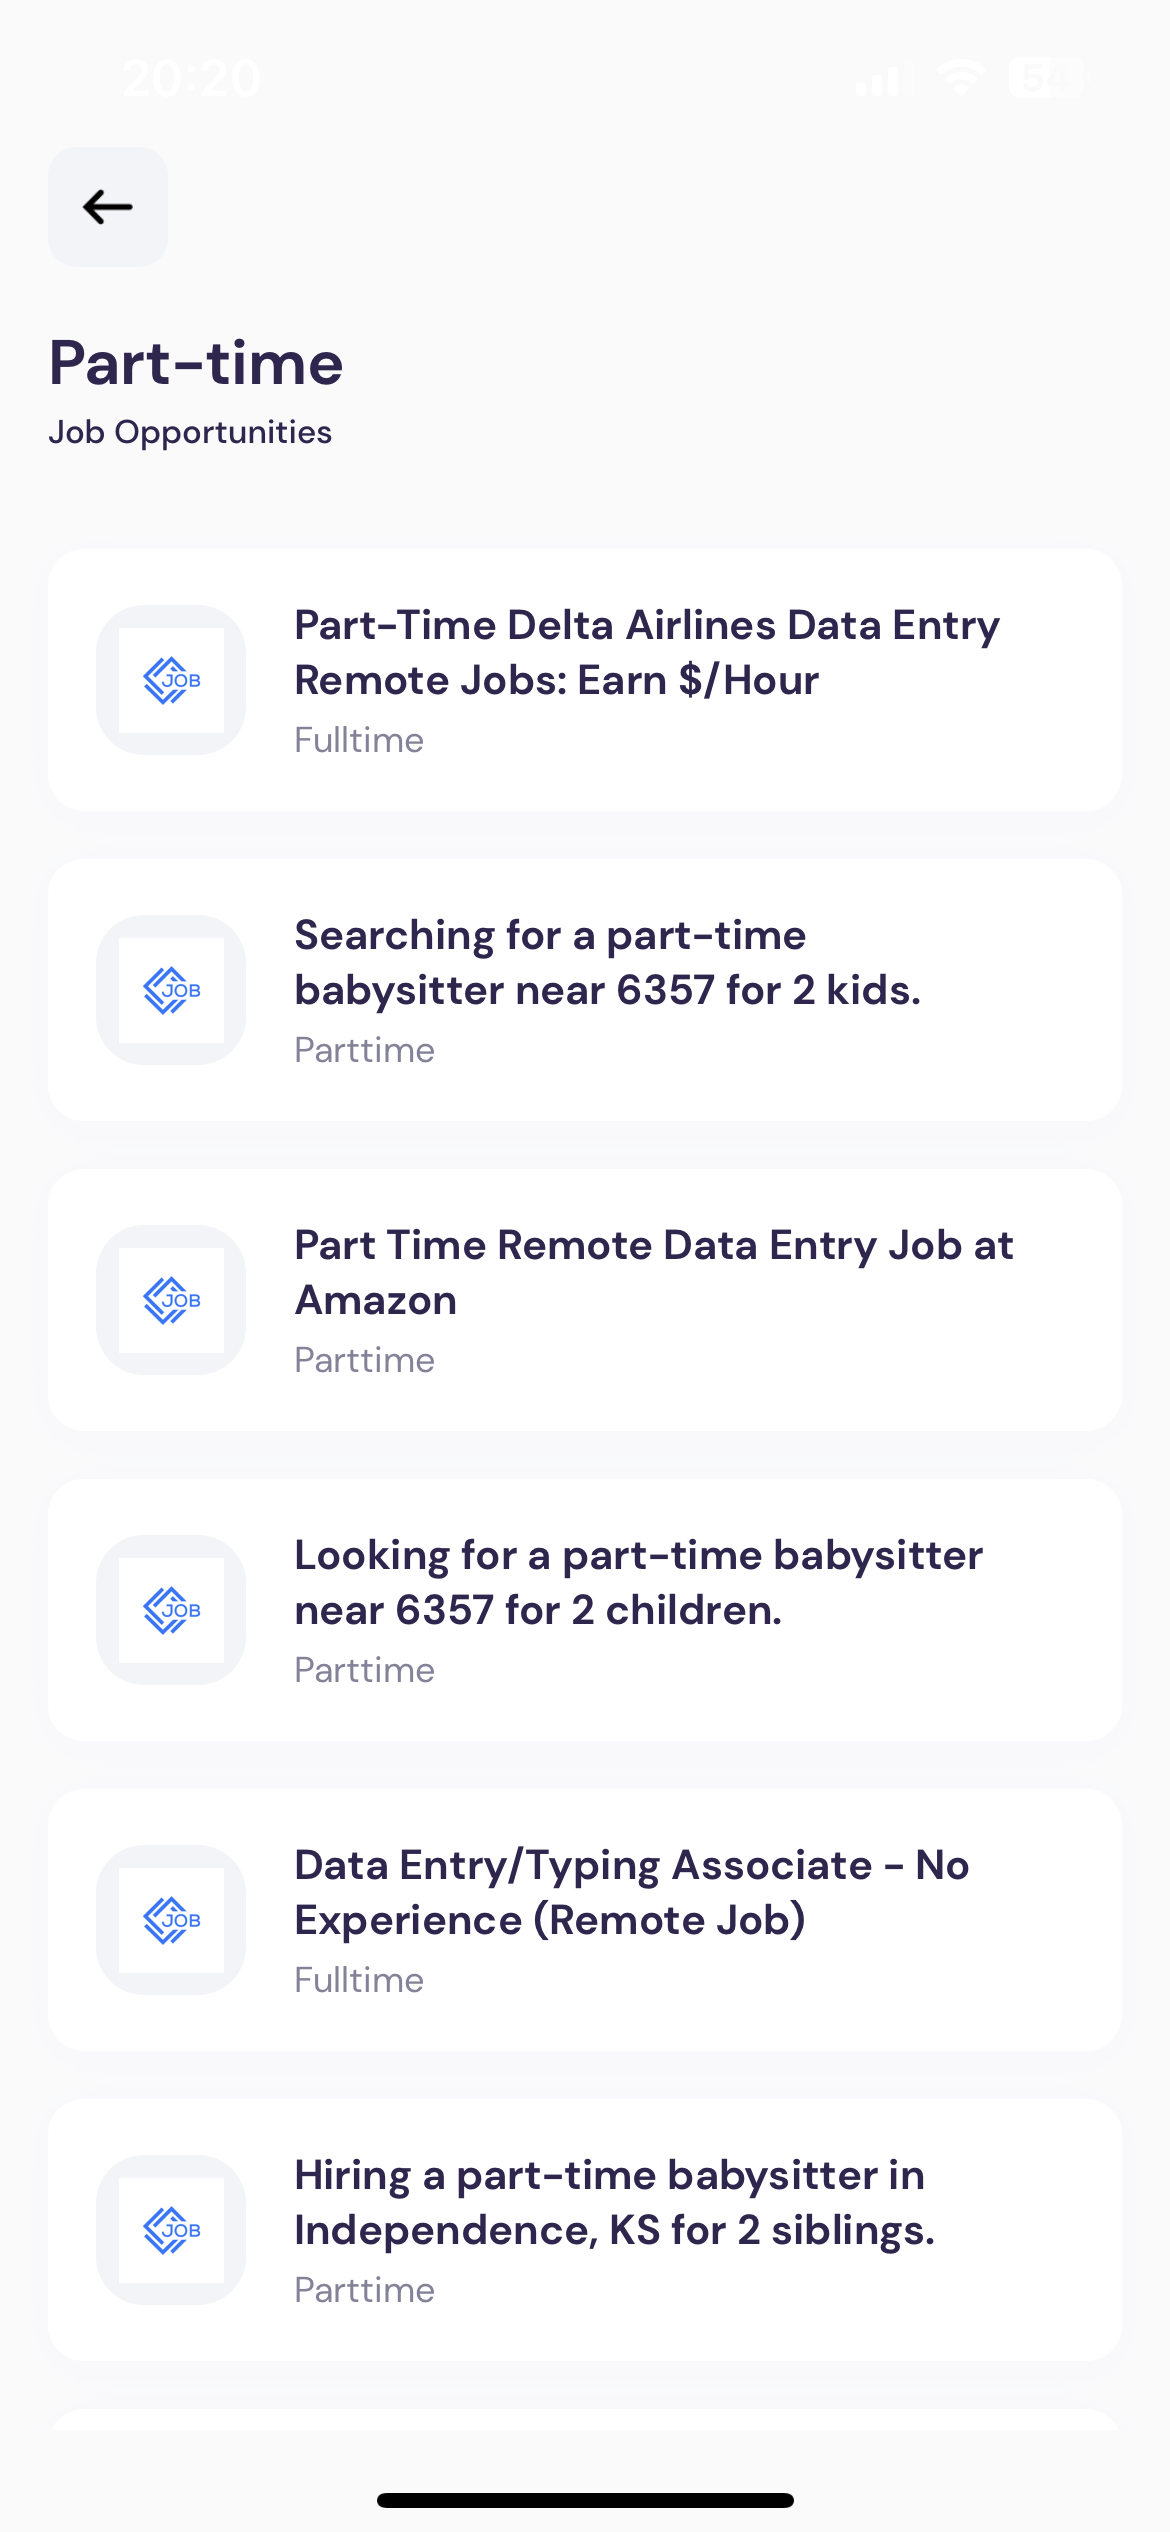 20:20
54
Part-time
Job Opportunities
JOB
Part-Time Delta Airlines Data Entry
Remote Jobs: Earn $/Hour
Fulltime
JOB
Searching for a part-time
babysitter near 6357 for 2 kids.
Parttime
JOB
Part Time Remote Data Entry Job at
Amazon
Parttime
JOB
Looking for a part-time babysitter
near 6357 for 2 children.
Parttime
JOB
Data Entry/Typing Associate - No
Experience (Remote Job)
Fulltime
JOB
Hiring a part-time babysitter in
Independence, KS for 2 siblings.
Parttime